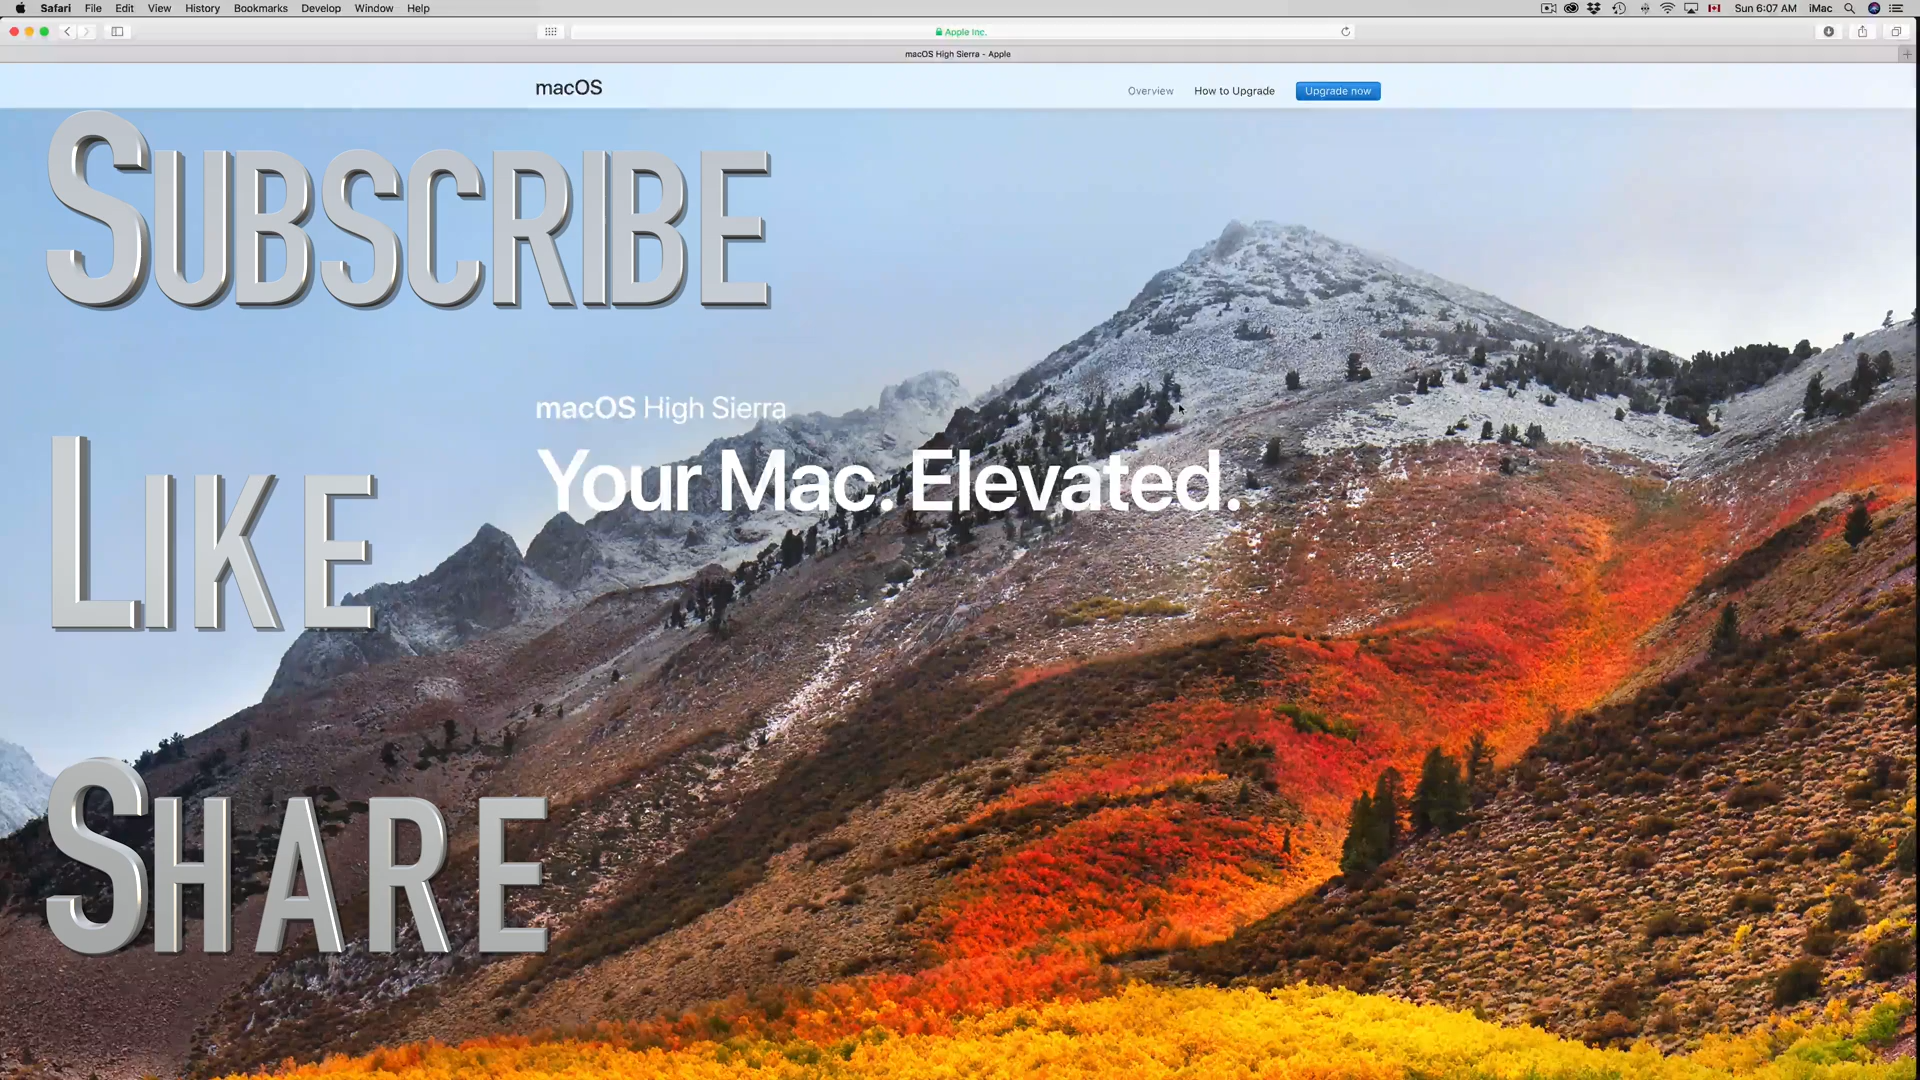 Safari File Edit View History Bookmarks Develop Window Help Sun 6:07 AM iMac
Apple Inc.
macOS High Sierra - Apple
macOS Overview How to Upgrade Upgrade now
SUBSCRIBE
macOS High Sierra
Your Mac. Elevated.
LIKE
SHARE